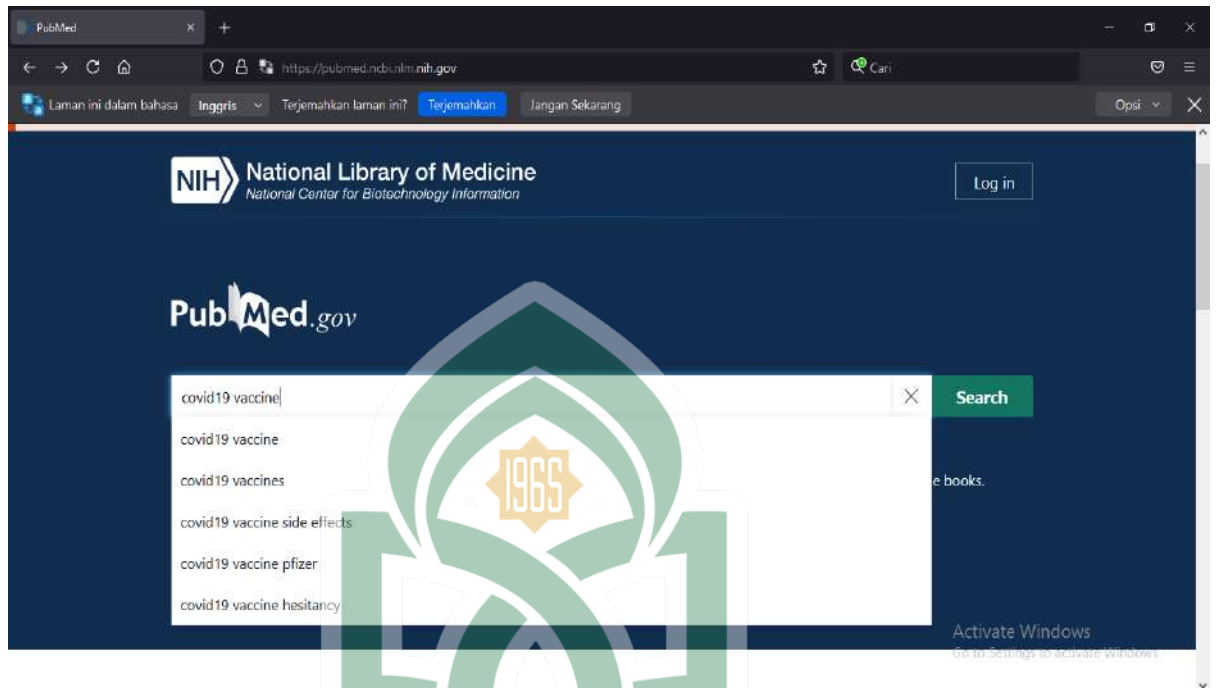 PubMed
https://pubmed.ncbi.nlm.nih.gov
Cari
Laman ini dalam bahasa Inggris Terjemahkan laman ini? Terjemahkan Jangan Sekarang Opsi
NIH National Library of Medicine
National Center for Biotechnology Information
Log in
PubMed.gov
covid19 vaccine
Search
covid19 vaccine
covid19 vaccines
e books.
covid19 vaccine side effects
covid19 vaccine pfizer
covid19 vaccine hesitancy
1965
Activate Windows
Go to Settings to activate Windows.